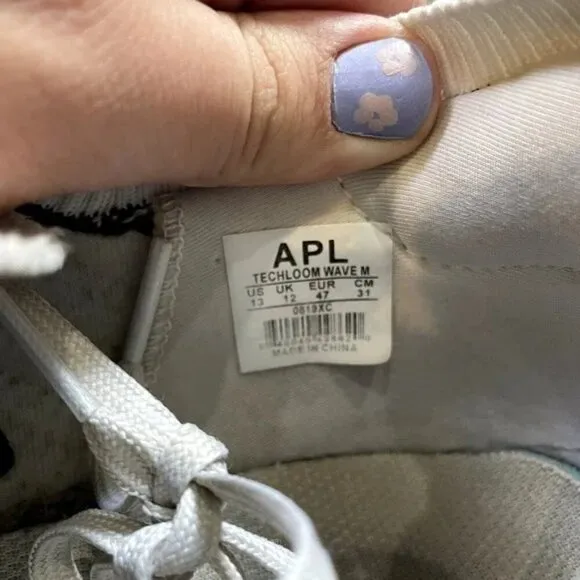 APL
TECHLOOM WAVE M
US UK EUR CM
13 12 47 31
0819XC
MADE IN CHINA